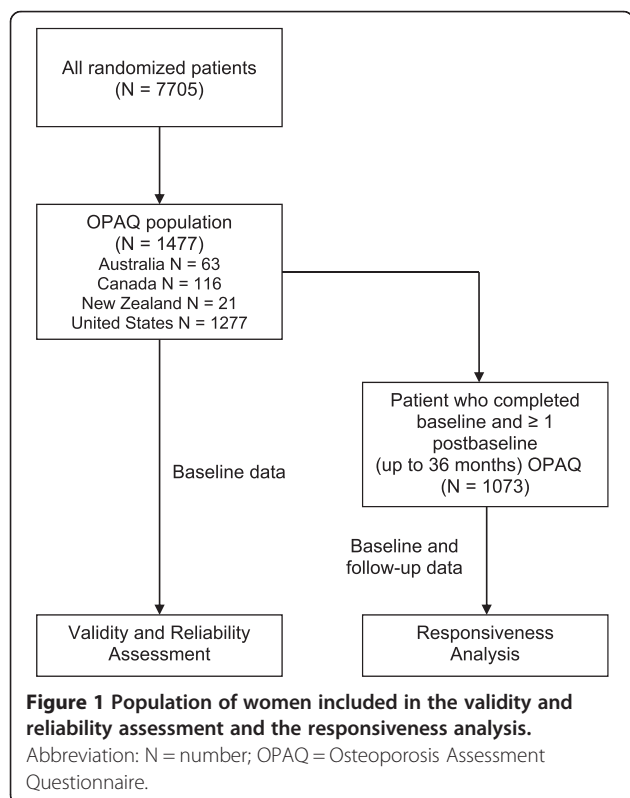 All randomized patients
(N = 7705)
OPAQ population
(N = 1477)
Australia N = 63
Canada N = 116
New Zealand N = 21
United States N = 1277
Patient who completed
baseline and ≥ 1
postbaseline
(up to 36 months) OPAQ
(N = 1073)
Baseline data
Baseline and
follow-up data
Validity and Reliability
Assessment
Responsiveness
Analysis
Figure 1 Population of women included in the validity and
reliability assessment and the responsiveness analysis.
Abbreviation: N = number; OPAQ = Osteoporosis Assessment
Questionnaire.